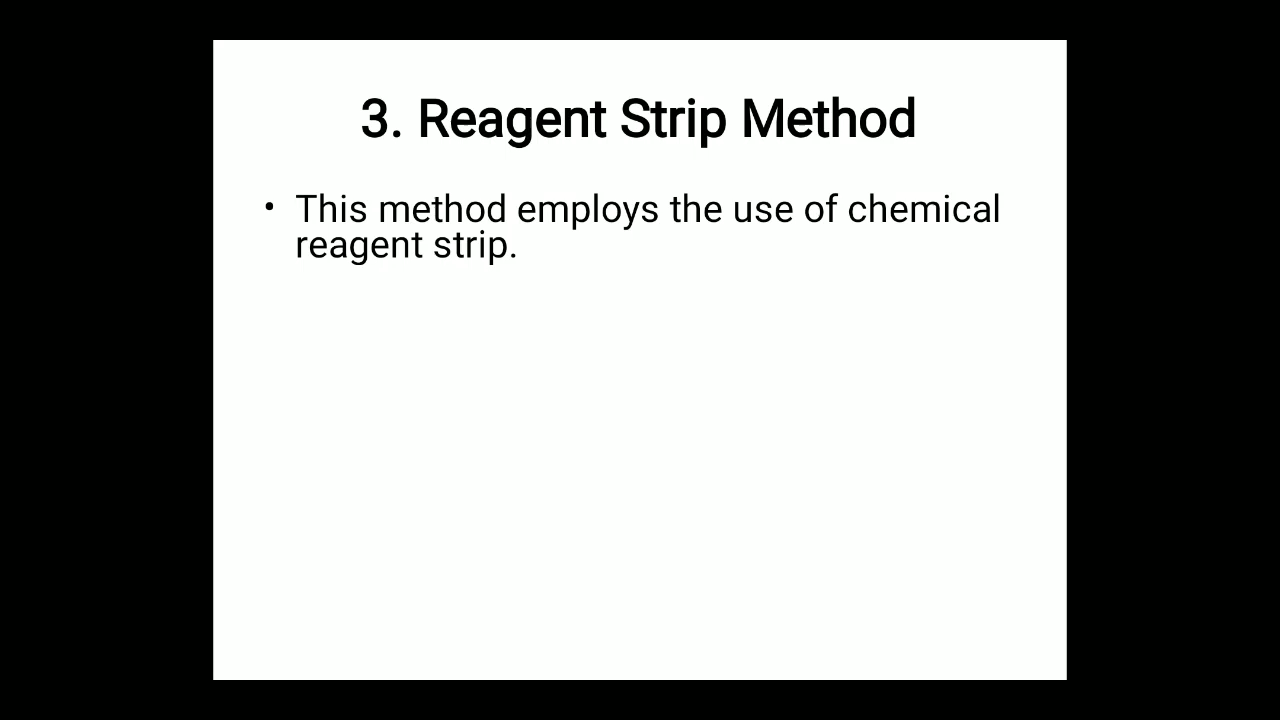 3. Reagent Strip Method
• This method employs the use of chemical
reagent strip.